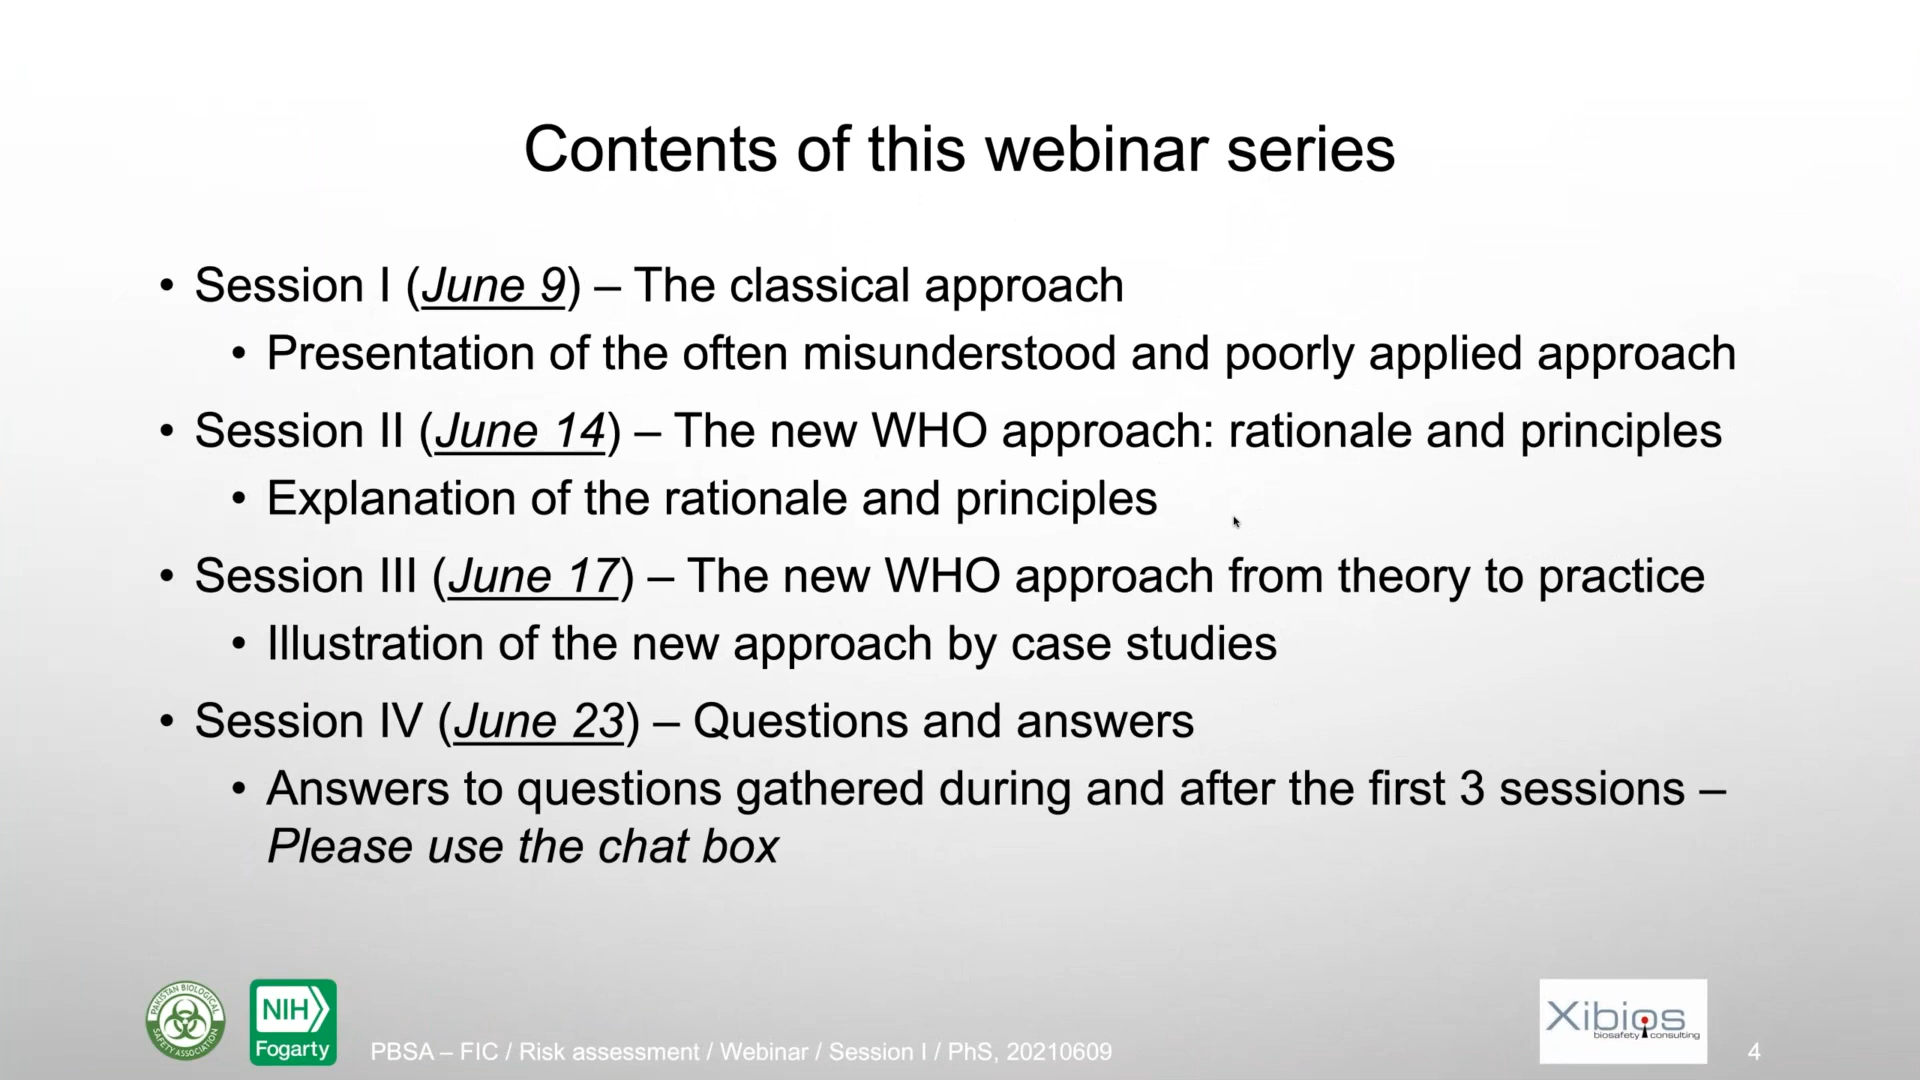 Contents of this webinar series
• Session I (June 9) – The classical approach
• Presentation of the often misunderstood and poorly applied approach
• Session II (June 14) – The new WHO approach: rationale and principles
• Explanation of the rationale and principles
• Session III (June 17) – The new WHO approach from theory to practice
• Illustration of the new approach by case studies
• Session IV (June 23) – Questions and answers
• Answers to questions gathered during and after the first 3 sessions –
Please use the chat box
PAKISTAN BIOLOGICAL
SAFETY ASSOCIATION
NIH
Fogarty
PBSA – FIC / Risk assessment / Webinar / Session I / PhS, 20210609
Xibios
biosafety consulting
4